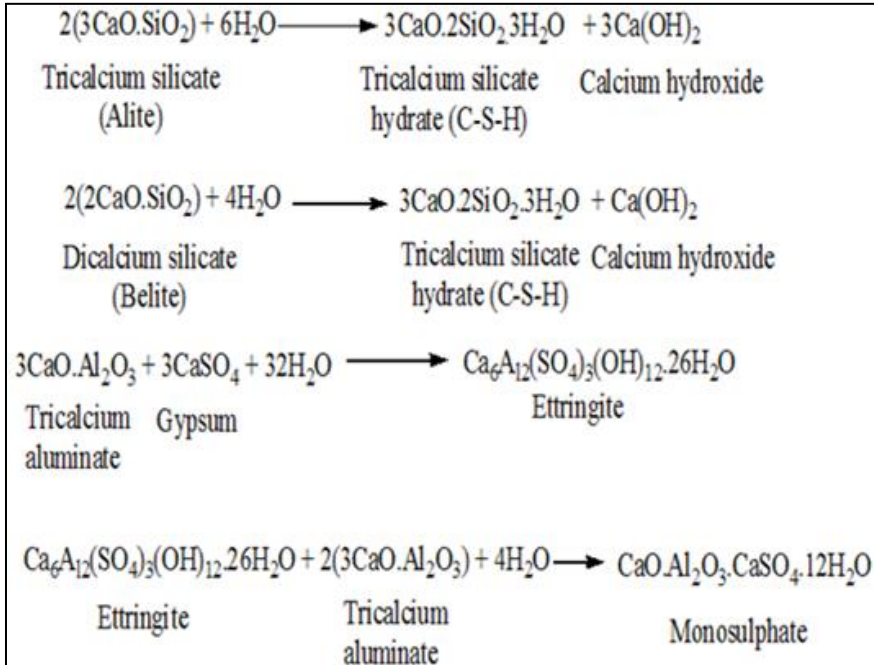 2(3CaO.SiO₂) + 6H₂O ⟶ 3CaO.2SiO₂.3H₂O + 3Ca(OH)₂
Tricalcium silicate Tricalcium silicate Calcium hydroxide
(Alite) hydrate (C-S-H)
2(2CaO.SiO₂) + 4H₂O ⟶ 3CaO.2SiO₂.3H₂O + Ca(OH)₂
Dicalcium silicate Tricalcium silicate Calcium hydroxide
(Belite) hydrate (C-S-H)
3CaO.Al₂O₃ + 3CaSO₄ + 32H₂O ⟶ Ca₆A₁₂(SO₄)₃(OH)₁₂.26H₂O
Tricalcium Gypsum Ettringite
aluminate
Ca₆A₁₂(SO₄)₃(OH)₁₂.26H₂O + 2(3CaO.Al₂O₃) + 4H₂O ⟶ CaO.Al₂O₃.CaSO₄.12H₂O
Ettringite Tricalcium Monosulphate
aluminate